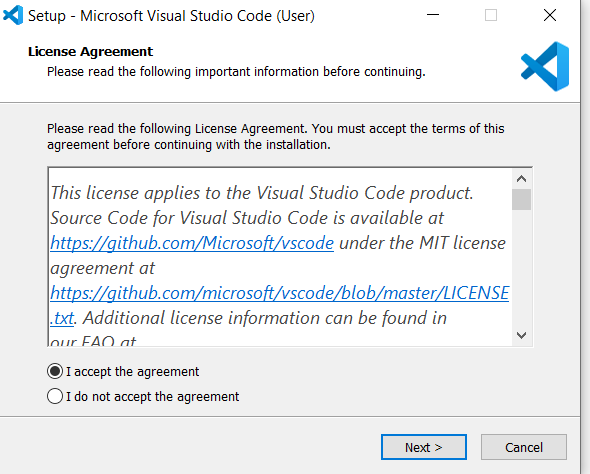 Setup - Microsoft Visual Studio Code (User)
License Agreement
Please read the following important information before continuing.
Please read the following License Agreement. You must accept the terms of this
agreement before continuing with the installation.
This license applies to the Visual Studio Code product.
Source Code for Visual Studio Code is available at
https://github.com/Microsoft/vscode under the MIT license
agreement at
https://github.com/microsoft/vscode/blob/master/LICENSE
.txt. Additional license information can be found in
our FAQ at
I accept the agreement
I do not accept the agreement
Next >
Cancel